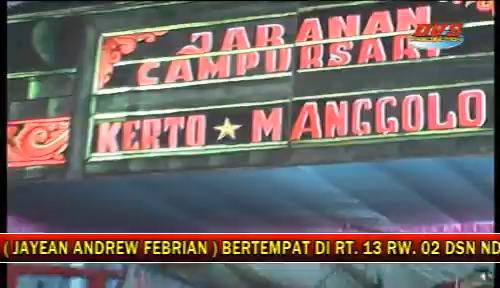 JARANAN
CAMPURSARI
KERTO ★ MANGGOLO
( JAYEAN ANDREW FEBRIAN ) BERTEMPAT DI RT. 13 RW. 02 DSN ND